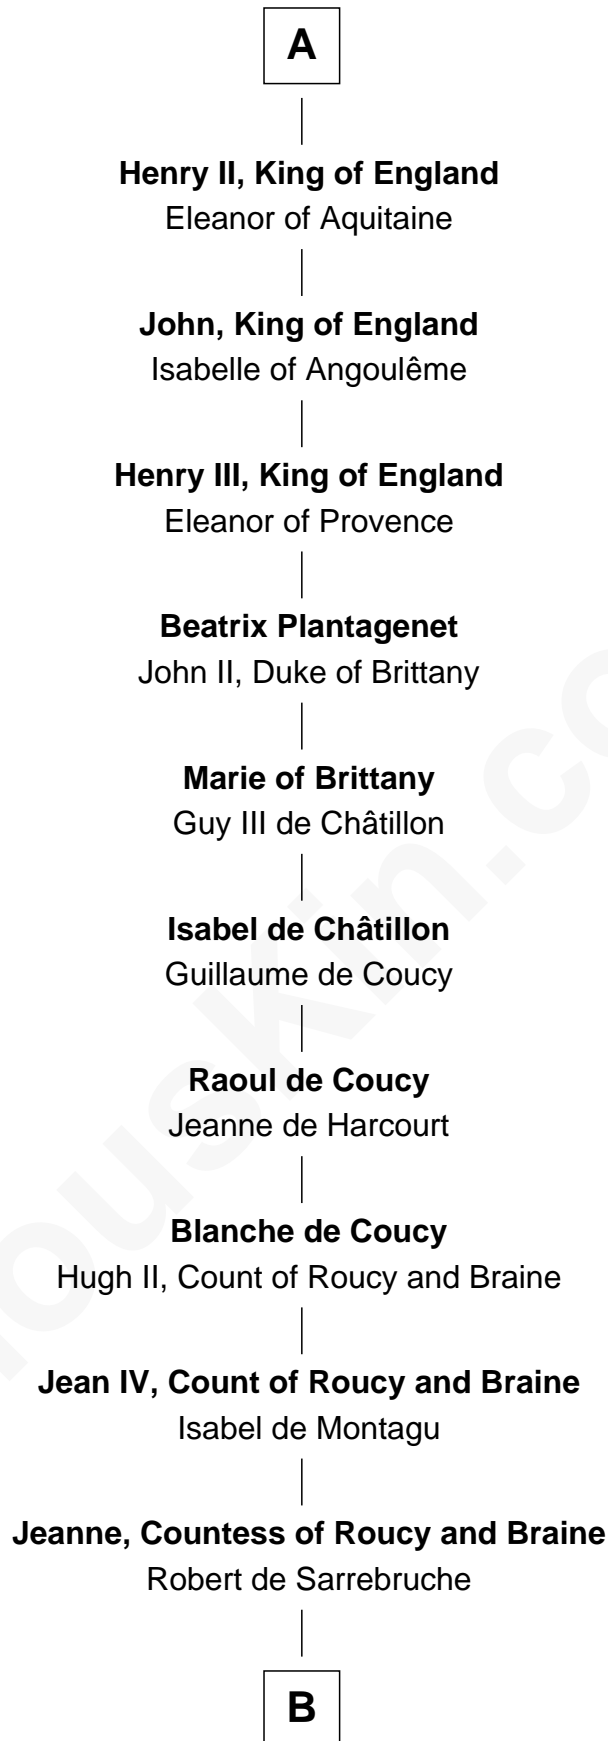 A
Henry II, King of England
Eleanor of Aquitaine
John, King of England
Isabelle of Angoulême
Henry III, King of England
Eleanor of Provence
Beatrix Plantagenet
John II, Duke of Brittany
Marie of Brittany
Guy III de Châtillon
Isabel de Châtillon
Guillaume de Coucy
Raoul de Coucy
Jeanne de Harcourt
Blanche de Coucy
Hugh II, Count of Roucy and Braine
Jean IV, Count of Roucy and Braine
Isabel de Montagu
Jeanne, Countess of Roucy and Braine
Robert de Sarrebruche
B